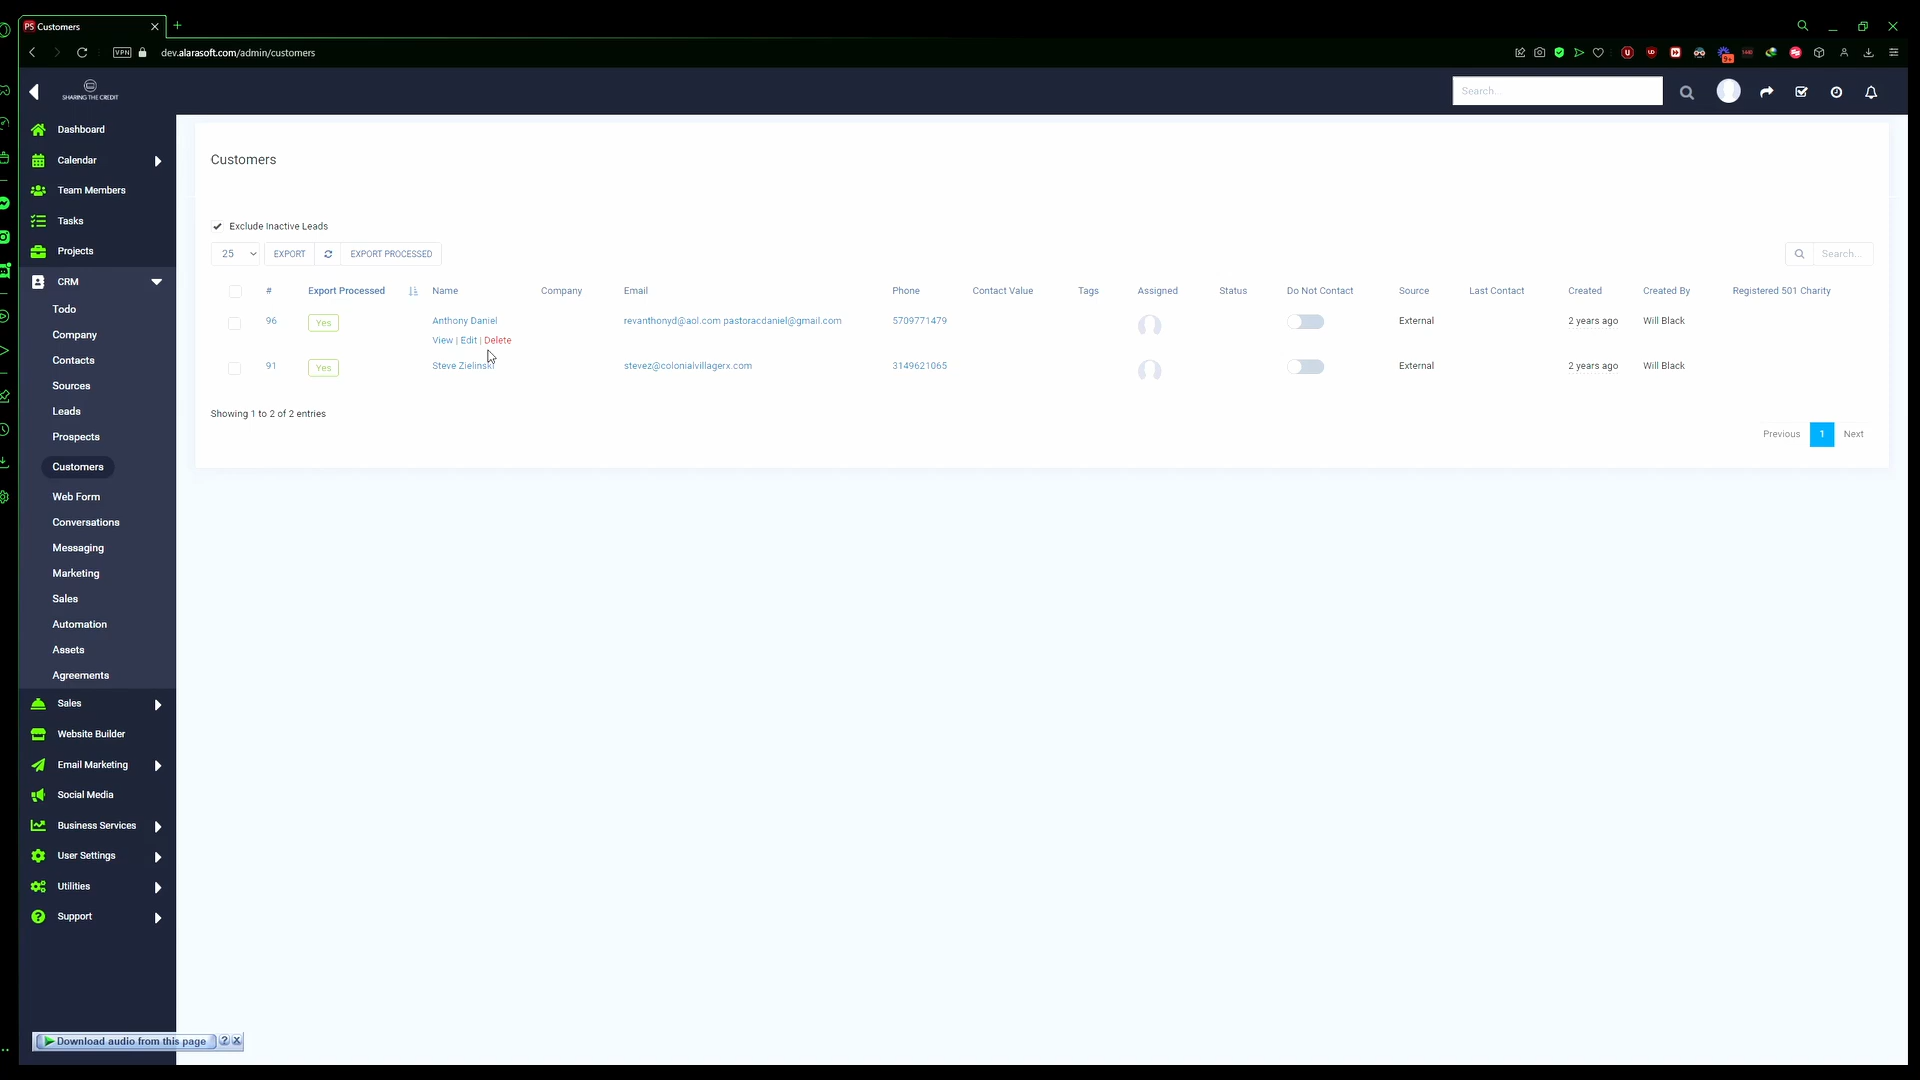 PS Customers
VPN dev.alarasoft.com/admin/customers
SHARING THE CREDIT
Search...
Dashboard
Calendar
Team Members
Tasks
Projects
CRM
Todo
Company
Contacts
Sources
Leads
Prospects
Customers
Web Form
Conversations
Messaging
Marketing
Sales
Automation
Assets
Agreements
Sales
Website Builder
Email Marketing
Social Media
Business Services
User Settings
Utilities
Support
Customers
Exclude Inactive Leads
25 EXPORT EXPORT PROCESSED Search...
# Export Processed Name Company Email Phone Contact Value Tags Assigned Status Do Not Contact Source Last Contact Created Created By Registered 501 Charity
96 Yes Anthony Daniel revanthonyd@aol.com pastoracdaniel@gmail.com 5709771479 External 2 years ago Will Black
View | Edit | Delete
91 Yes Steve Zielinski stevez@colonialvillagerx.com 3149621065 External 2 years ago Will Black
Showing 1 to 2 of 2 entries
Previous 1 Next
Download audio from this page ? X